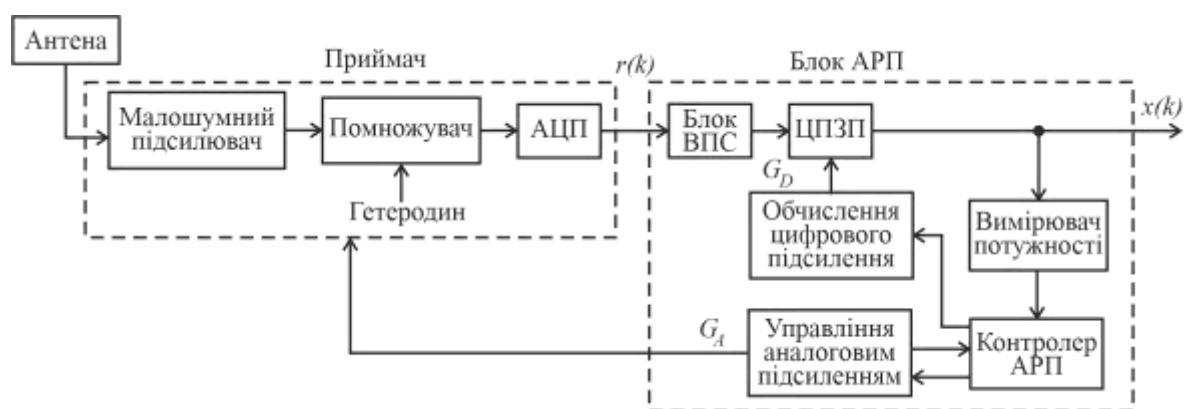 Антена
Приймач
r(k)
Блок АРП
x(k)
Малошумний
підсилювач
Помножувач
АЦП
Блок
ВПС
ЦПЗП
G_D
Гетеродин
Обчислення
цифрового
підсилення
Вимірювач
потужності
G_A
Управління
аналоговим
підсиленням
Контролер
АРП